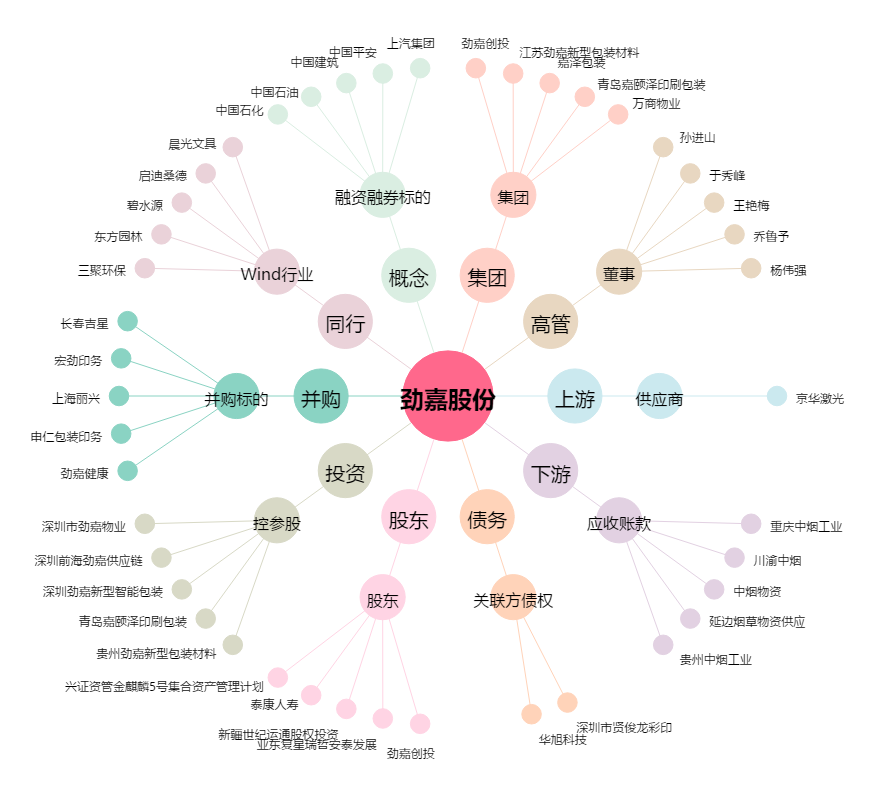 上汽集团
劲嘉创投
中国平安
江苏劲嘉新型包装材料
中国建筑
嘉泽包装
中国石油
青岛嘉颐泽印刷包装
中国石化
万商物业
晨光文具
孙进山
启迪桑德
于秀峰
融资融券标的
集团
碧水源
王艳梅
东方园林
乔鲁予
三聚环保
Wind行业
概念
集团
董事
杨伟强
长春吉星
同行
高管
宏劲印务
上海丽兴
并购标的
并购
劲嘉股份
上游
供应商
京华激光
申仁包装印务
劲嘉健康
投资
下游
深圳市劲嘉物业
控参股
股东
债务
应收账款
重庆中烟工业
深圳前海劲嘉供应链
川渝中烟
深圳劲嘉新型智能包装
股东
关联方债权
中烟物资
青岛嘉颐泽印刷包装
延边烟草物资供应
贵州劲嘉新型包装材料
贵州中烟工业
兴证资管金麒麟5号集合资产管理计划
泰康人寿
新疆世纪运通股权投资
深圳市贤俊龙彩印
亚东复星瑞哲安泰发展
华旭科技
劲嘉创投